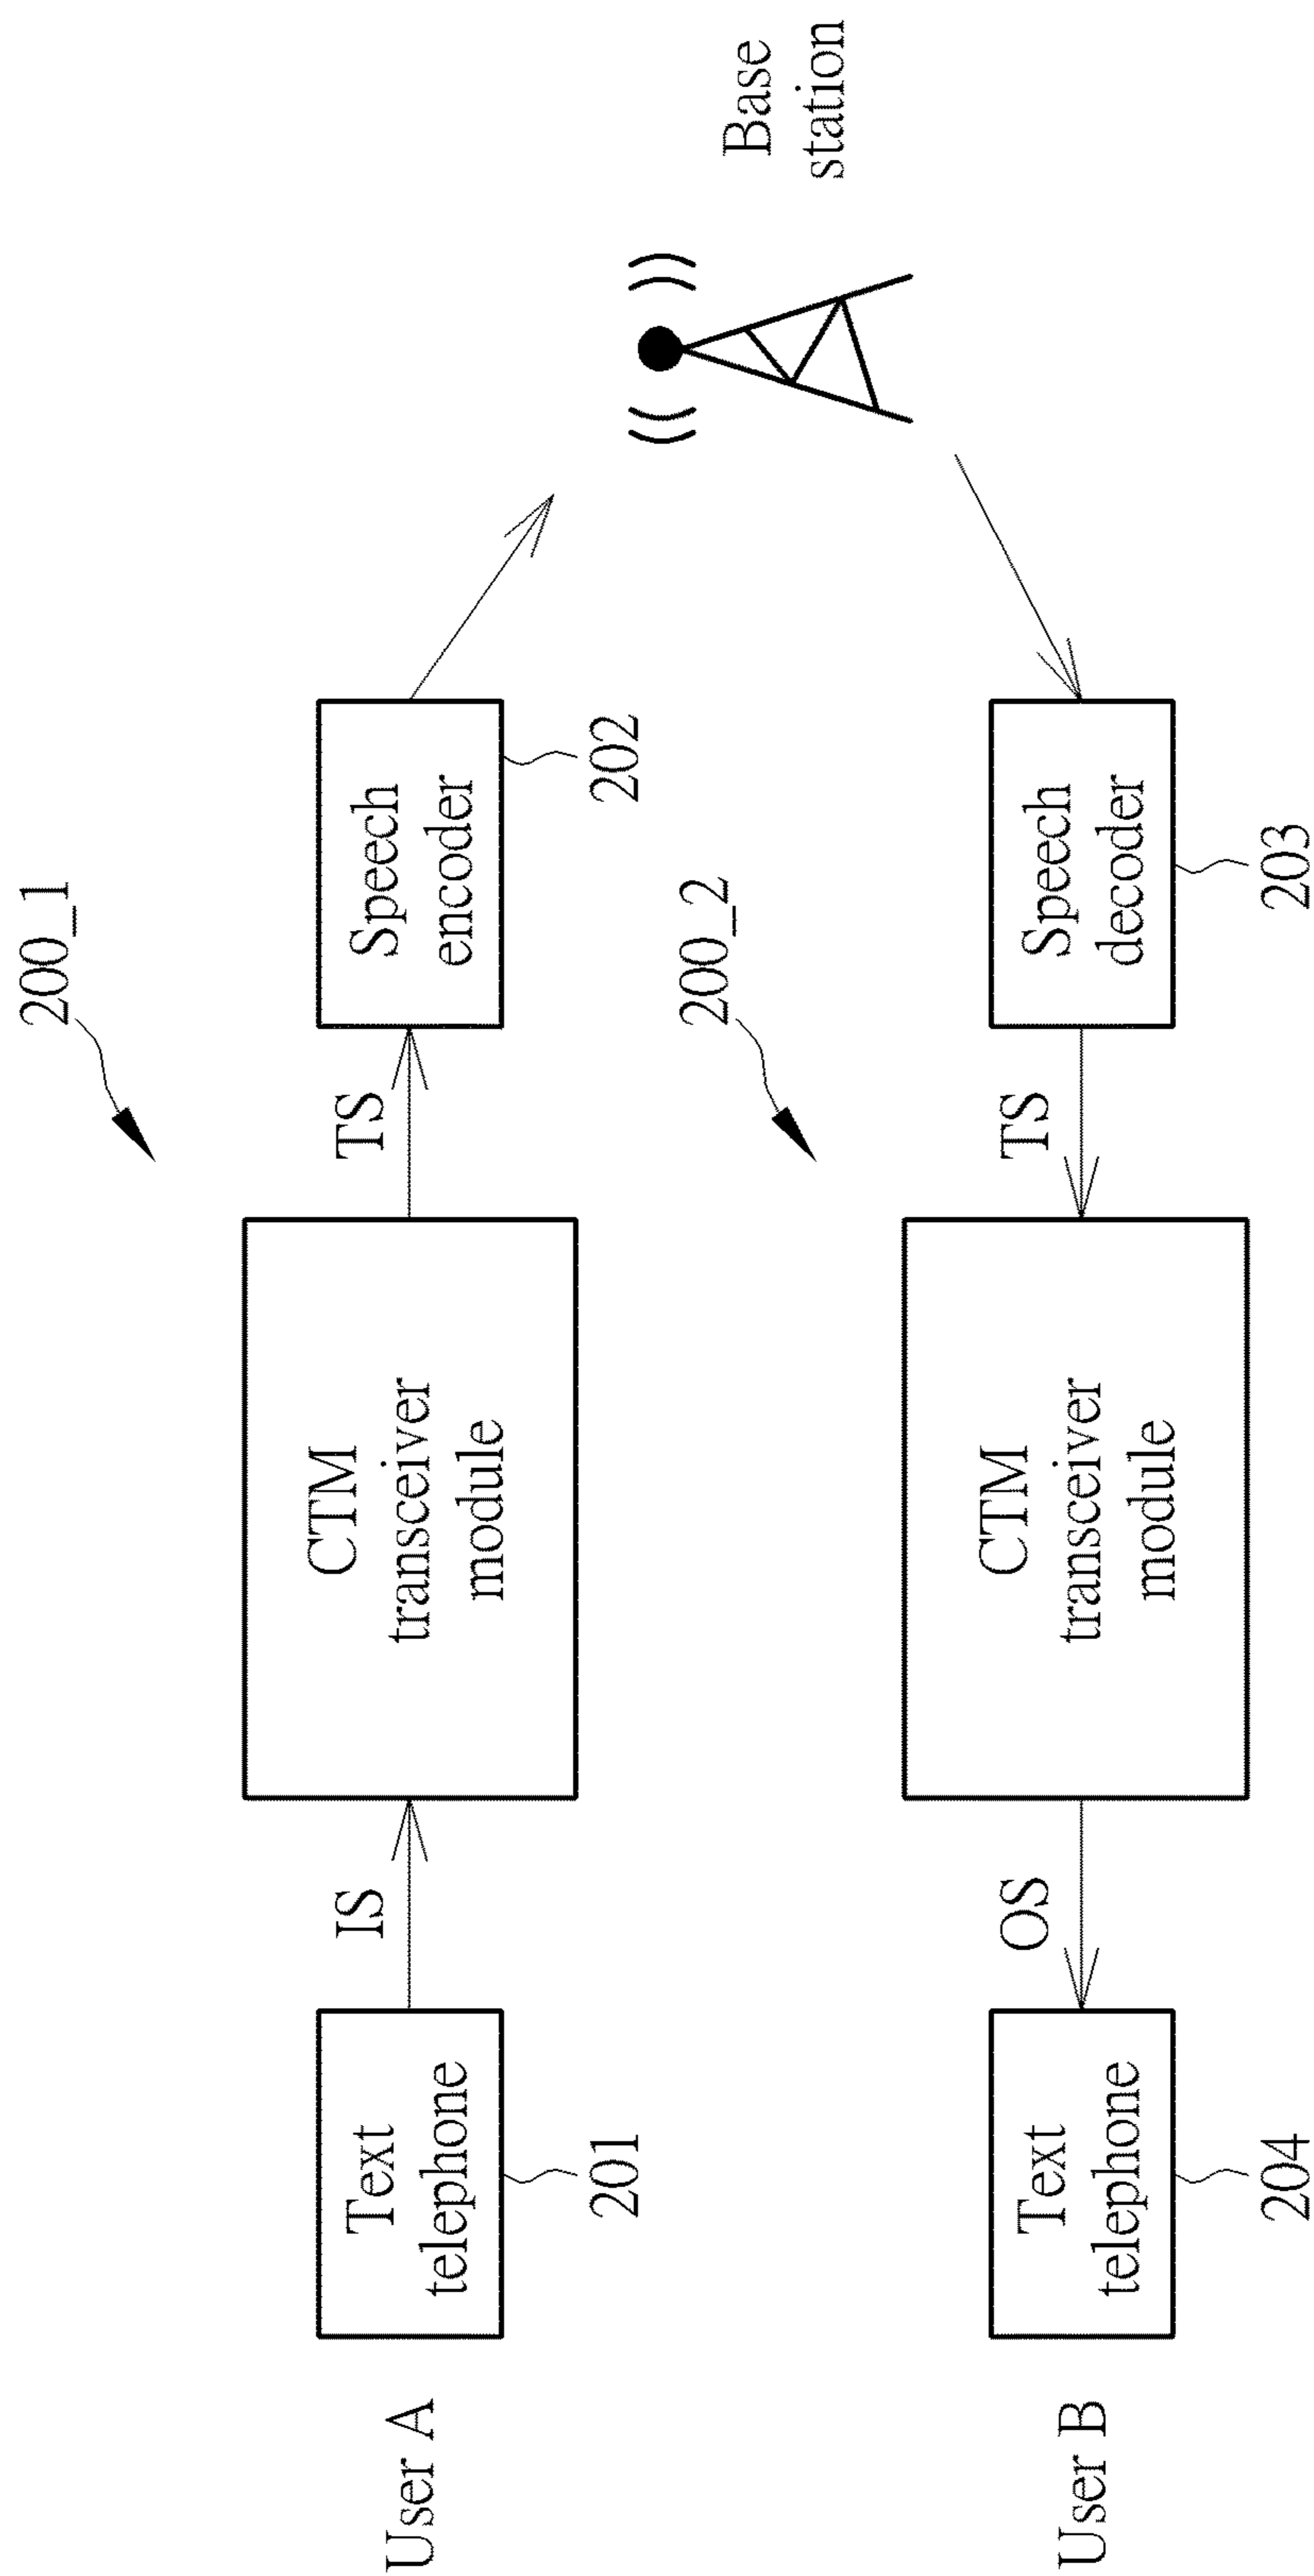 200_1
User A
Text
telephone
201
IS
CTM
transceiver
module
TS
Speech
encoder
202
Base
station
200_2
User B
Text
telephone
204
OS
CTM
transceiver
module
TS
Speech
decoder
203